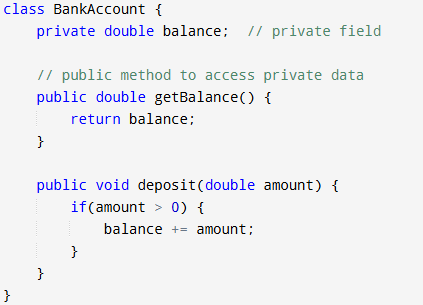 class BankAccount {
    private double balance;  // private field

    // public method to access private data
    public double getBalance() {
        return balance;
    }

    public void deposit(double amount) {
        if(amount > 0) {
            balance += amount;
        }
    }
}